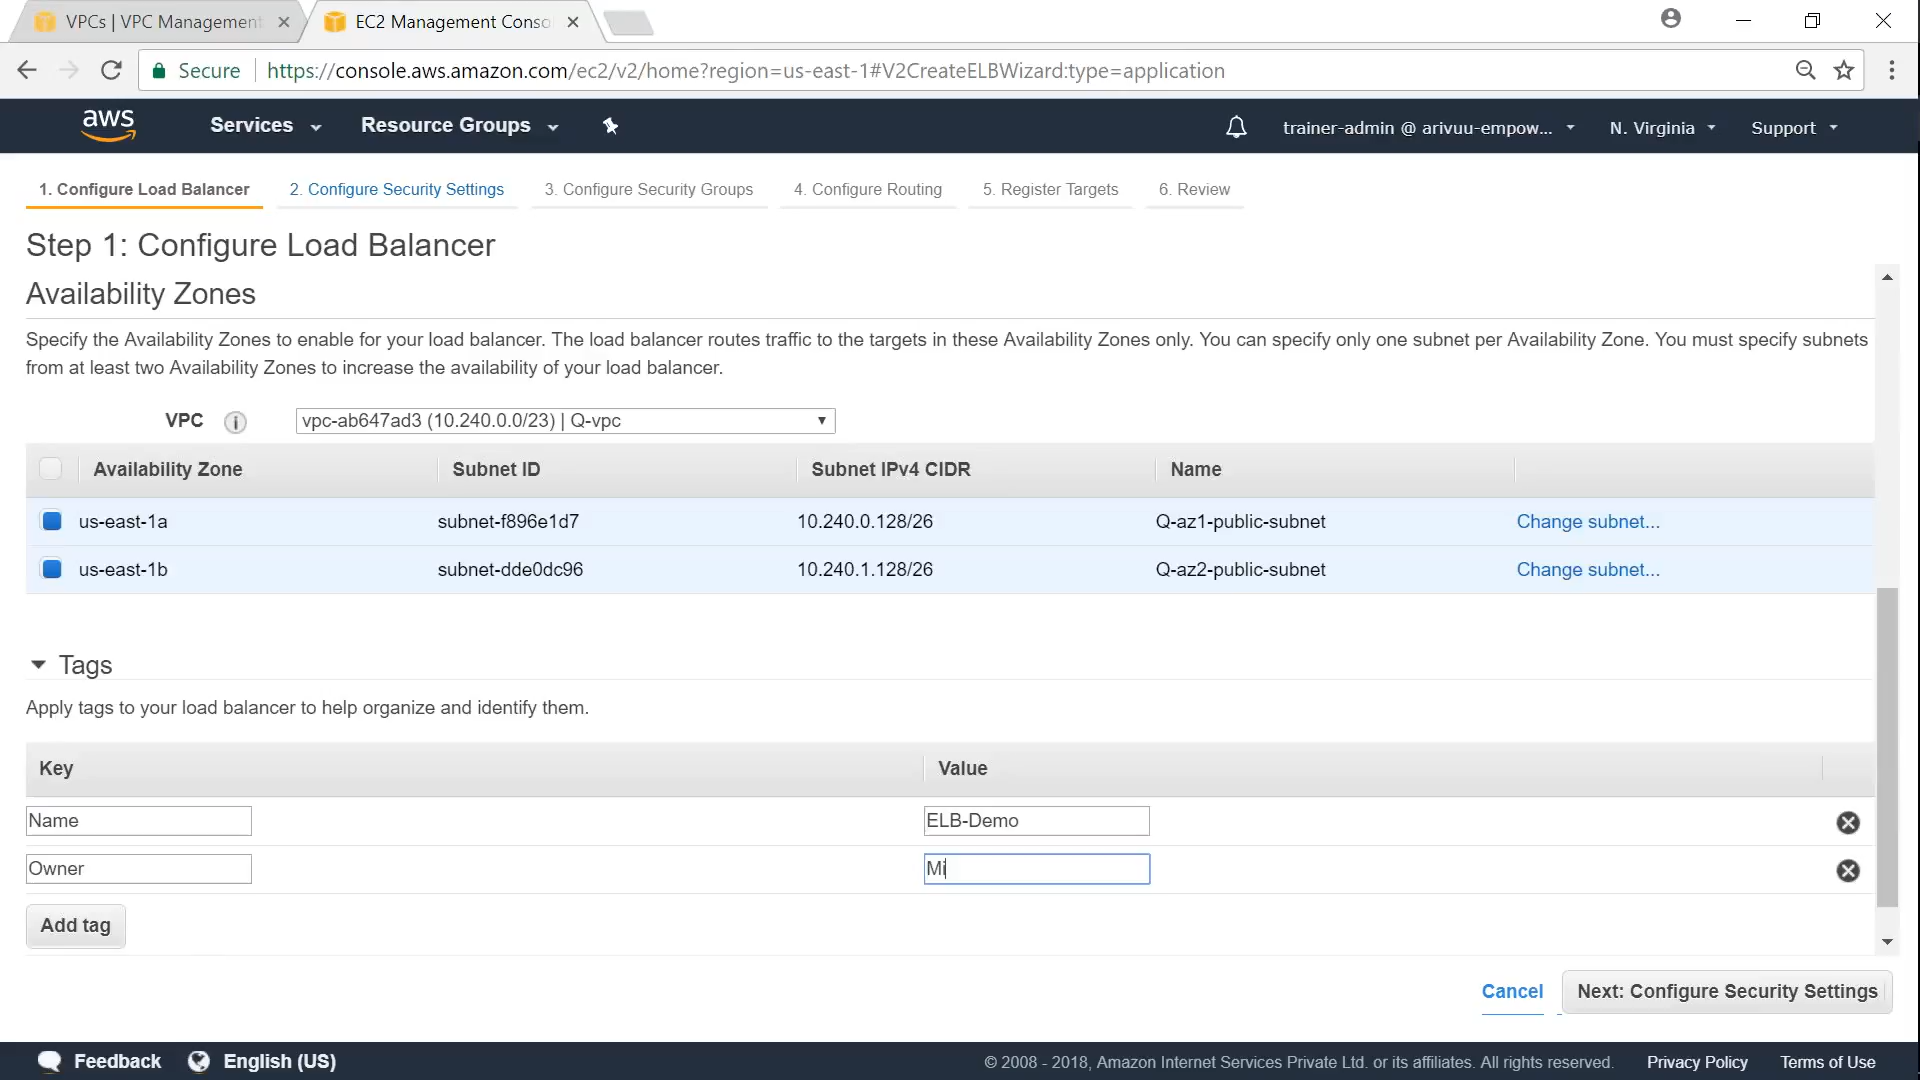 VPCs | VPC Management
EC2 Management Conso
Secure
https://console.aws.amazon.com/ec2/v2/home?region=us-east-1#V2CreateELBWizard:type=application
aws
Services
Resource Groups
trainer-admin @ arivuu-empow...
N. Virginia
Support
1. Configure Load Balancer
2. Configure Security Settings
3. Configure Security Groups
4. Configure Routing
5. Register Targets
6. Review
Step 1: Configure Load Balancer
Availability Zones
Specify the Availability Zones to enable for your load balancer. The load balancer routes traffic to the targets in these Availability Zones only. You can specify only one subnet per Availability Zone. You must specify subnets
from at least two Availability Zones to increase the availability of your load balancer.
VPC
i
vpc-ab647ad3 (10.240.0.0/23) | Q-vpc
Availability Zone Subnet ID Subnet IPv4 CIDR Name
us-east-1a subnet-f896e1d7 10.240.0.128/26 Q-az1-public-subnet Change subnet...
us-east-1b subnet-dde0dc96 10.240.1.128/26 Q-az2-public-subnet Change subnet...
Tags
Apply tags to your load balancer to help organize and identify them.
Key Value
Name ELB-Demo
Owner Mi
Add tag
Cancel
Next: Configure Security Settings
Feedback
English (US)
© 2008 - 2018, Amazon Internet Services Private Ltd. or its affiliates. All rights reserved.
Privacy Policy
Terms of Use